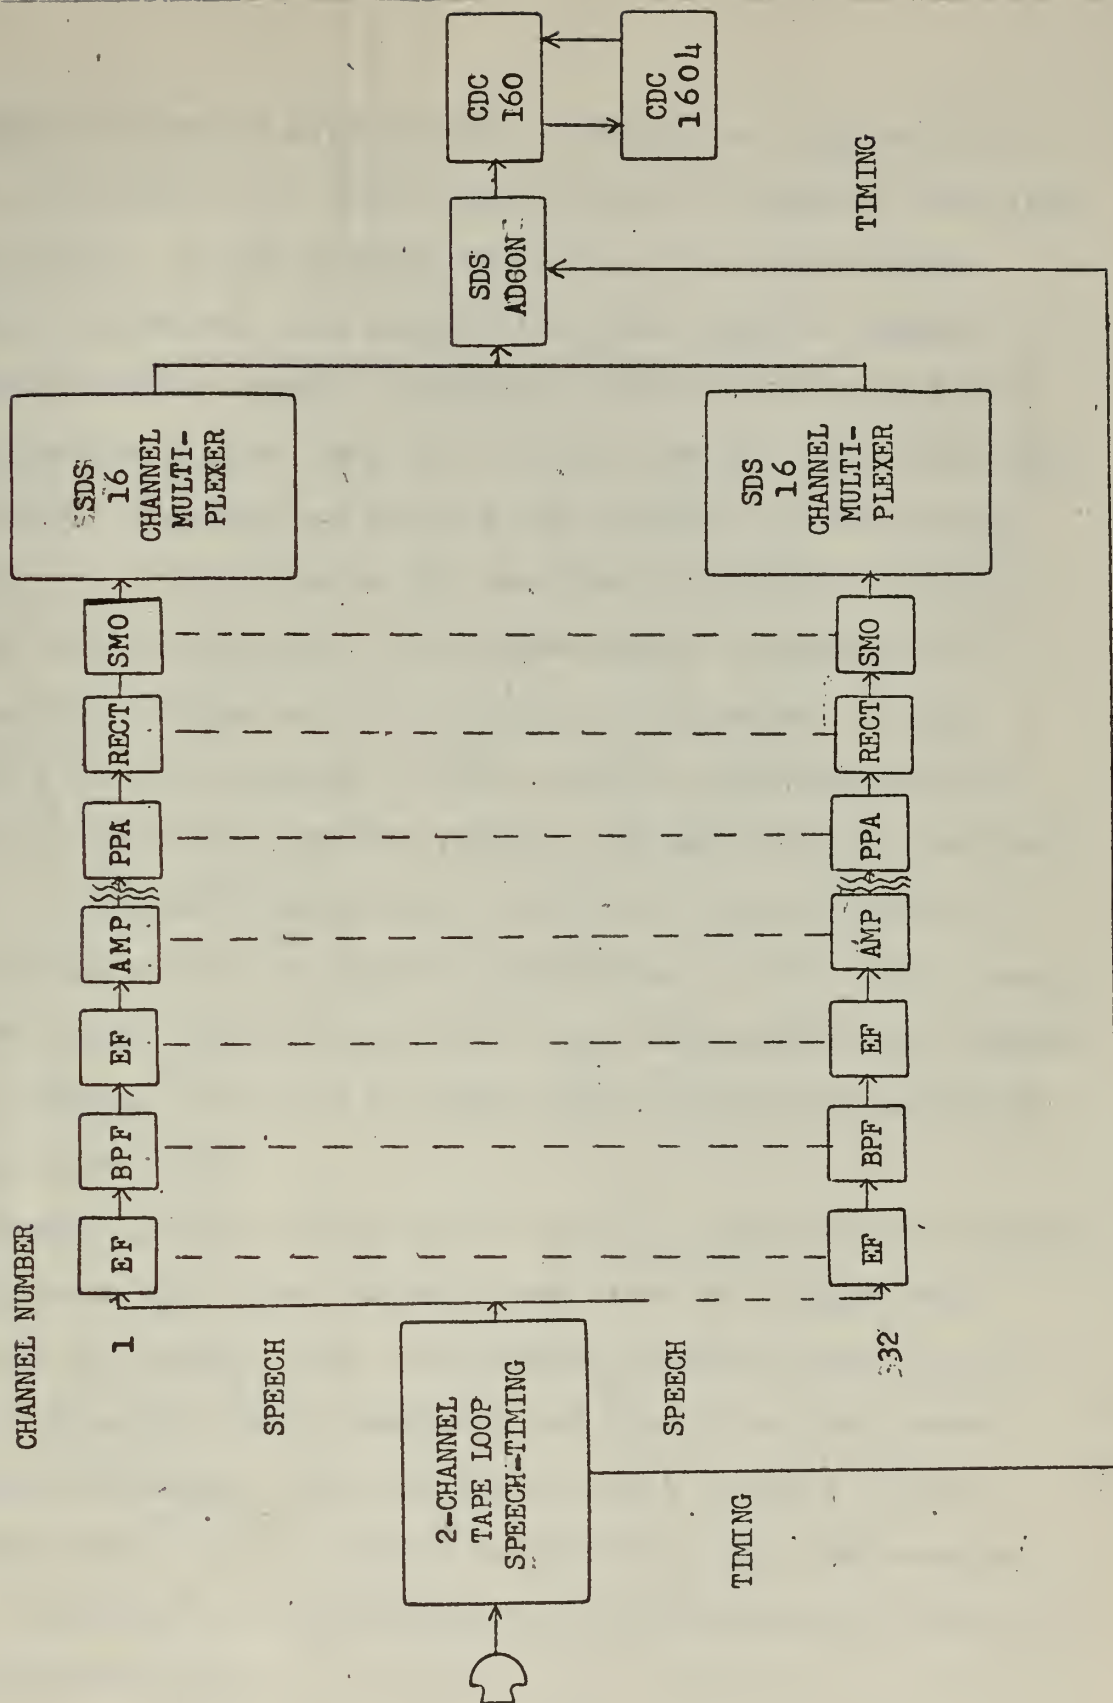 CHANNEL NUMBER
1
EF
BPF
EF
AMP
PPA
RECT
SMO
SDS
16
CHANNEL
MULTI-
PLEXER
SPEECH
2-CHANNEL
TAPE LOOP
SPEECH-TIMING
SDS
ADCON
CDC
160
CDC
1604
SPEECH
32
EF
BPF
EF
AMP
PPA
RECT
SMO
SDS
16
CHANNEL
MULTI-
PLEXER
TIMING
TIMING